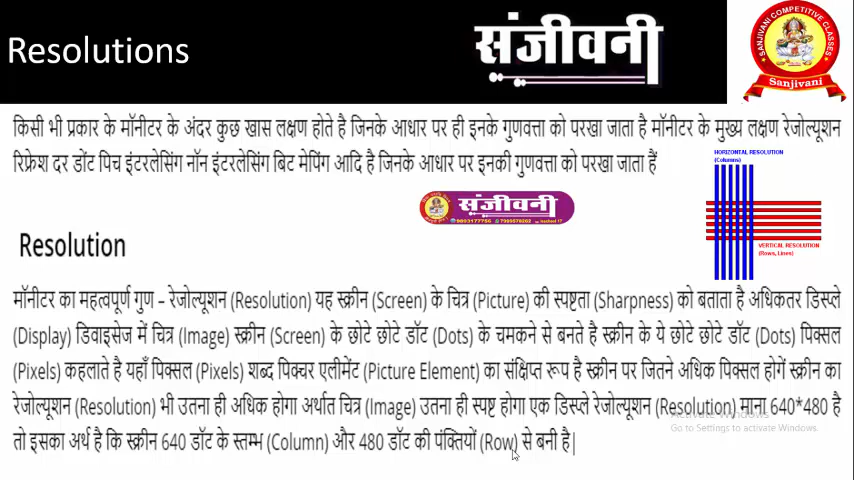 Resolutions
संजीवनी
SANJIVANI COMPETITIVE CLASSES
Sanjivani
किसी भी प्रकार के मॉनीटर के अंदर कुछ खास लक्षण होते है जिनके आधार पर ही इनके गुणवत्ता को परखा जाता है मॉनीटर के मुख्य लक्षण रेजोल्यूशन
रिफ्रेश दर डोंट पिच इंटरलेसिंग नॉन इंटरलेसिंग बिट मेपिंग आदि है जिनके आधार पर इनकी गुणवत्ता को परखा जाता हैं
HORIZONTAL RESOLUTION
(Columns)
VERTICAL RESOLUTION
(Rows, Lines)
संजीवनी
Resolution
मॉनीटर का महत्वपूर्ण गुण – रेजोल्यूशन (Resolution) यह स्क्रीन (Screen) के चित्र (Picture) की स्पष्टता (Sharpness) को बताता है अधिकतर डिस्प्ले
(Display) डिवाइसेज में चित्र (Image) स्क्रीन (Screen) के छोटे छोटे डॉट (Dots) के चमकने से बनते है स्क्रीन के ये छोटे छोटे डॉट (Dots) पिक्सल
(Pixels) कहलाते है यहाँ पिक्सल (Pixels) शब्द पिक्चर एलीमेंट (Picture Element) का संक्षिप्त रूप है स्क्रीन पर जितने अधिक पिक्सल होगें स्क्रीन का
रेजोल्यूशन (Resolution) भी उतना ही अधिक होगा अर्थात चित्र (Image) उतना ही स्पष्ट होगा एक डिस्प्ले रेजोल्यूशन (Resolution) माना 640*480 है
तो इसका अर्थ है कि स्क्रीन 640 डॉट के स्तम्भ (Column) और 480 डॉट की पंक्तियों (Row) से बनी है|
Activate Windows
Go to Settings to activate Windows.